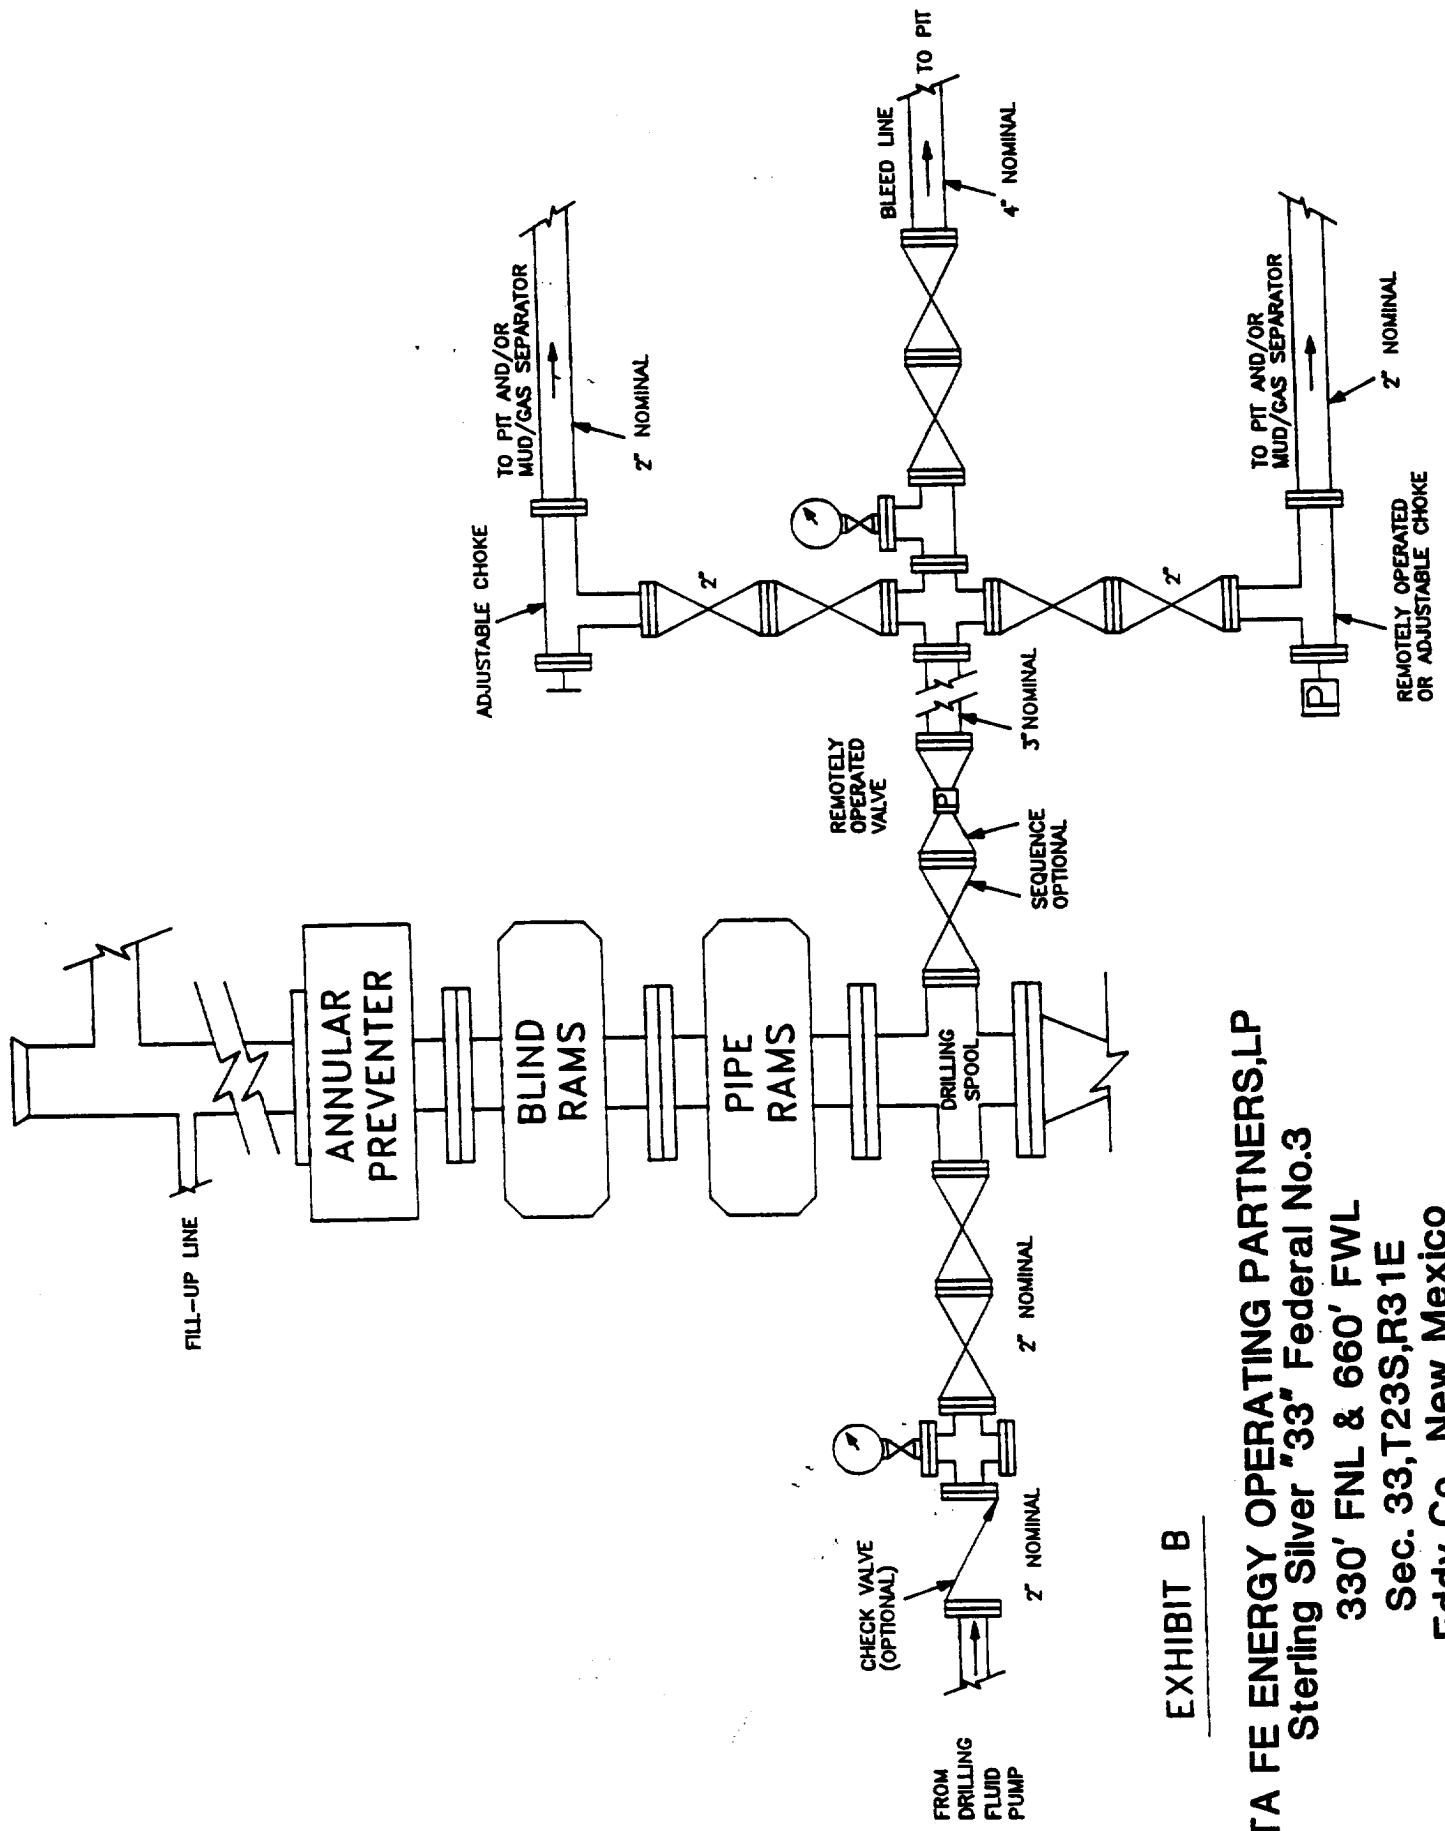 FILL-UP LINE
ANNULAR
PREVENTER
BLIND
RAMS
PIPE
RAMS
DRILLING
SPOOL
FROM
DRILLING
FLUID
PUMP
CHECK VALVE
(OPTIONAL)
2" NOMINAL
2" NOMINAL
REMOTELY
OPERATED
VALVE
P
SEQUENCE
OPTIONAL
3" NOMINAL
ADJUSTABLE CHOKE
TO PIT AND/OR
MUD/GAS SEPARATOR
2" NOMINAL
2"
BLEED LINE
TO PIT
4" NOMINAL
2"
TO PIT AND/OR
MUD/GAS SEPARATOR
2" NOMINAL
P
REMOTELY OPERATED
OR ADJUSTABLE CHOKE
EXHIBIT B
TA FE ENERGY OPERATING PARTNERS,LP
Sterling Silver "33" Federal No.3
330' FNL & 660' FWL
Sec. 33,T23S,R31E
Eddy Co., New Mexico